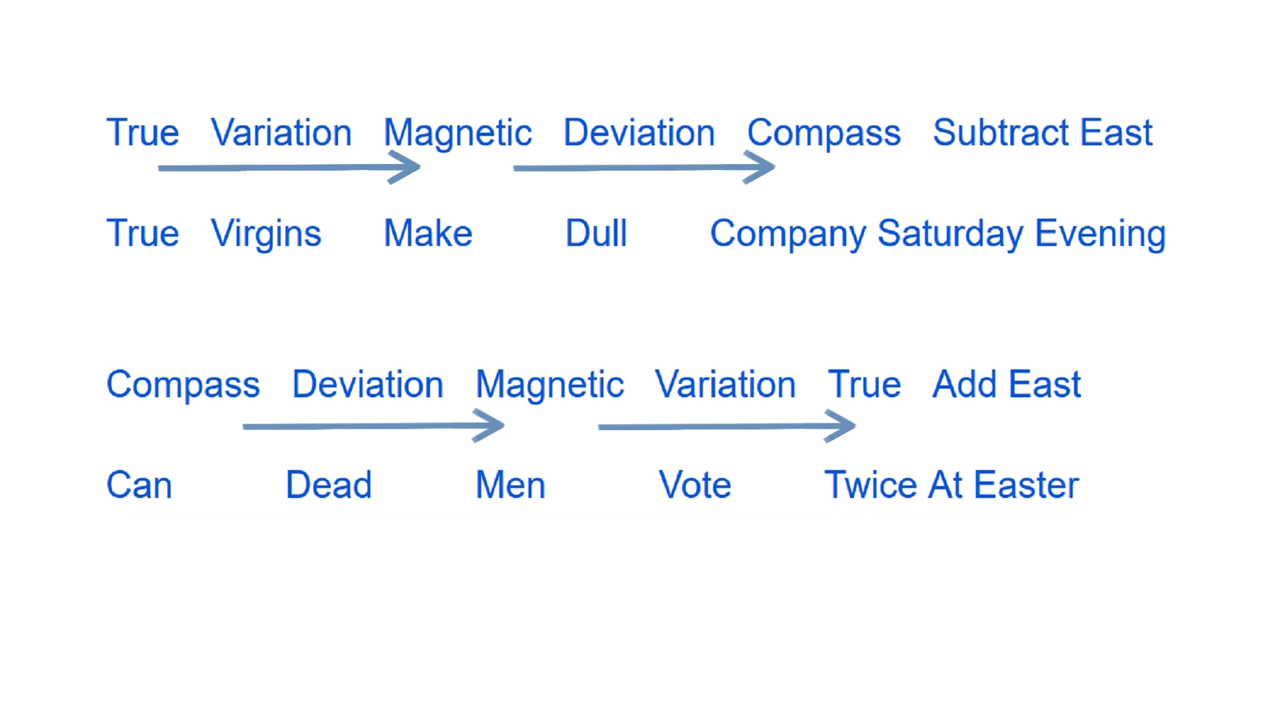 True Variation Magnetic Deviation Compass Subtract East
True Virgins Make Dull Company Saturday Evening
Compass Deviation Magnetic Variation True Add East
Can Dead Men Vote Twice At Easter